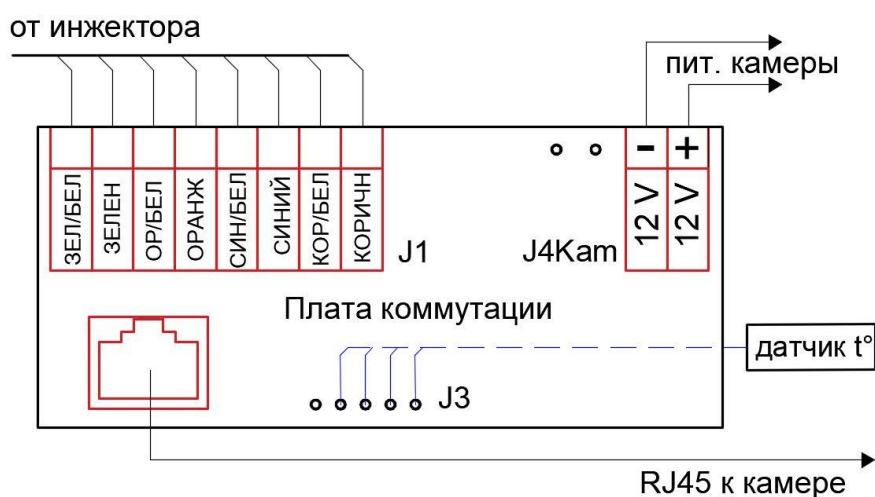 от инжектора
пит. камеры
ЗЕЛ/БЕЛ
ЗЕЛЕН
ОР/БЕЛ
ОРАНЖ
СИН/БЕЛ
СИНИЙ
КОР/БЕЛ
КОРИЧН
J1
J4Kam
- +
12 V
12 V
Плата коммутации
датчик t°
J3
RJ45 к камере